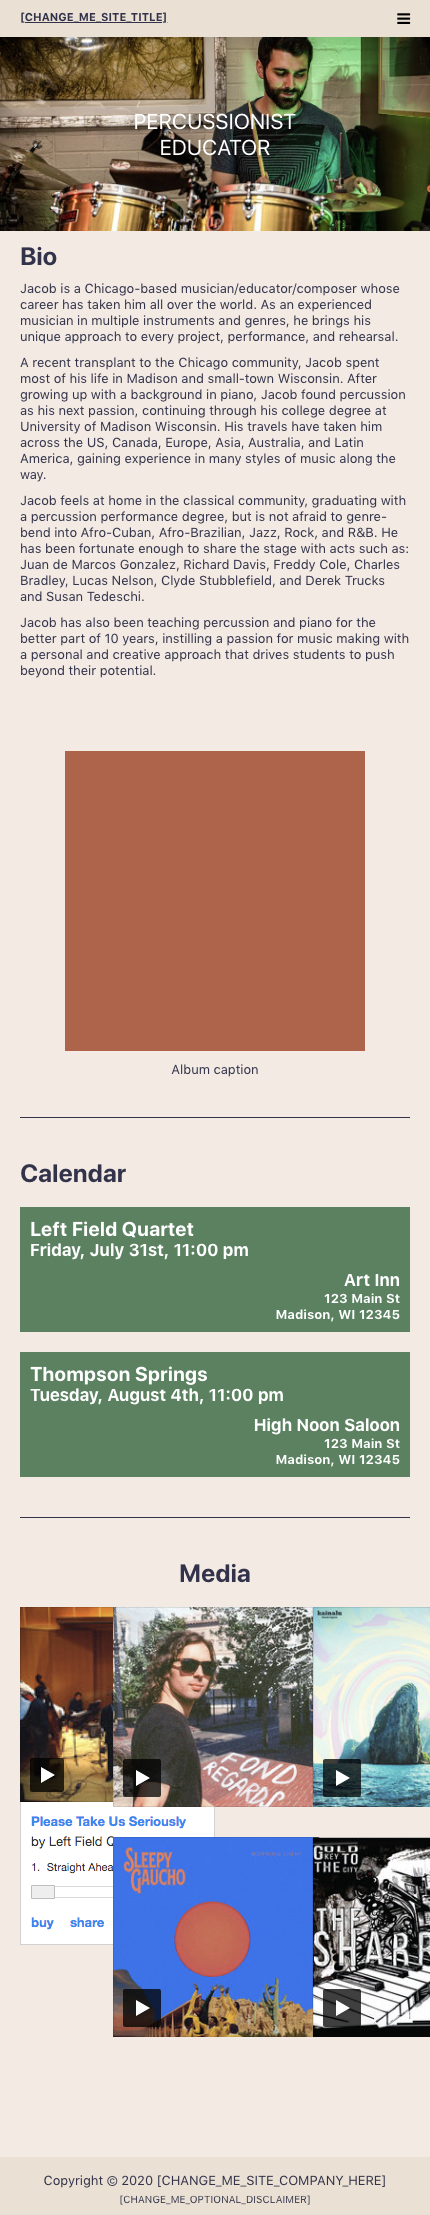 [CHANGE_ME_SITE_TITLE]
PERCUSSIONIST
EDUCATOR
Bio
Jacob is a Chicago-based musician/educator/composer whose
career has taken him all over the world. As an experienced
musician in multiple instruments and genres, he brings his
unique approach to every project, performance, and rehearsal.
A recent transplant to the Chicago community, Jacob spent
most of his life in Madison and small-town Wisconsin. After
growing up with a background in piano, Jacob found percussion
as his next passion, continuing through his college degree at
University of Madison Wisconsin. His travels have taken him
across the US, Canada, Europe, Asia, Australia, and Latin
America, gaining experience in many styles of music along the
way.
Jacob feels at home in the classical community, graduating with
a percussion performance degree, but is not afraid to genre-
bend into Afro-Cuban, Afro-Brazilian, Jazz, Rock, and R&B. He
has been fortunate enough to share the stage with acts such as:
Juan de Marcos Gonzalez, Richard Davis, Freddy Cole, Charles
Bradley, Lucas Nelson, Clyde Stubblefield, and Derek Trucks
and Susan Tedeschi.
Jacob has also been teaching percussion and piano for the
better part of 10 years, instilling a passion for music making with
a personal and creative approach that drives students to push
beyond their potential.
Album caption
Calendar
Left Field Quartet
Friday, July 31st, 11:00 pm
Art Inn
123 Main St
Madison, WI 12345
Thompson Springs
Tuesday, August 4th, 11:00 pm
High Noon Saloon
123 Main St
Madison, WI 12345
Media
kainalu
FOND
REGARDS
Please Take Us Seriously
by Left Field Q
1. Straight Ahea
buy share
SLEEPY
GAUCHO
GOLD
KEY TO
THE CITY
THE
SHARP
Copyright © 2020 [CHANGE_ME_SITE_COMPANY_HERE]
[CHANGE_ME_OPTIONAL_DISCLAIMER]